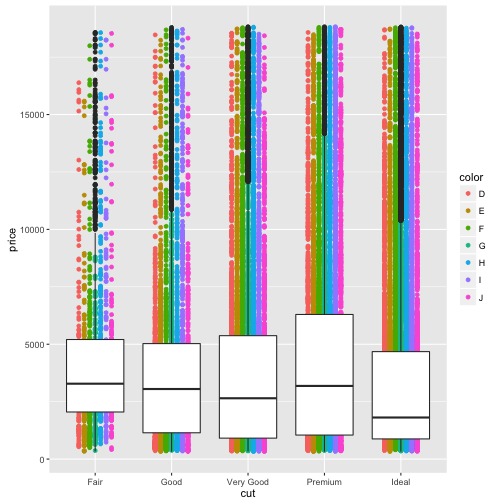 15000
10000
5000
0
price
Fair
Good
Very Good
Premium
Ideal
cut
color
D
E
F
G
H
I
J